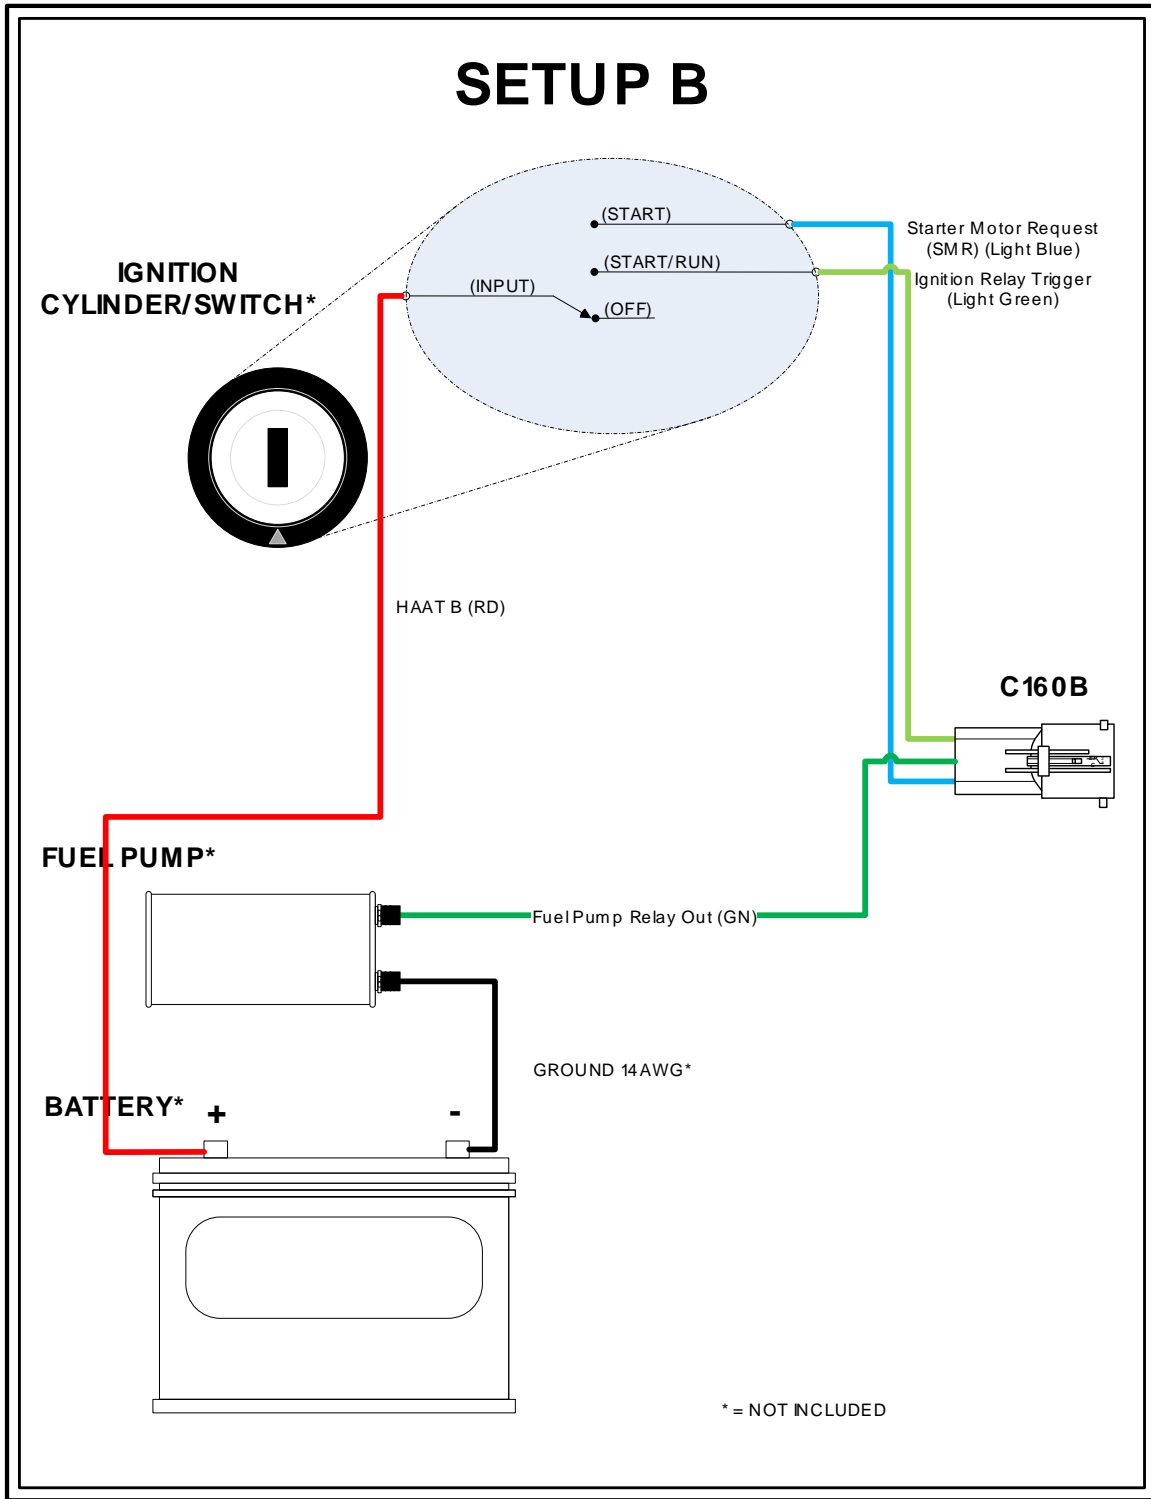 SETUP B
(START)
(START/RUN)
(INPUT)
(OFF)
Starter Motor Request
(SMR) (Light Blue)
Ignition Relay Trigger
(Light Green)
IGNITION
CYLINDER/SWITCH*
HAAT B (RD)
C160B
FUEL PUMP*
Fuel Pump Relay Out (GN)
GROUND 14AWG*
BATTERY*
+
-
* = NOT INCLUDED